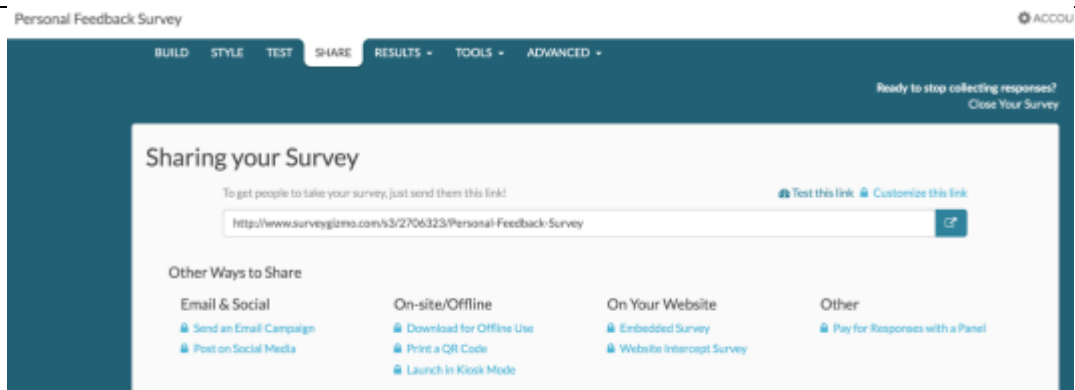 Personal Feedback Survey
ACCOU
BUILD STYLE TEST SHARE RESULTS TOOLS ADVANCED
Ready to stop collecting responses?
Close Your Survey
Sharing your Survey
To get people to take your survey, just send them this link!
Test this link Customize this link
http://www.surveygizmo.com/s3/2706323/Personal-Feedback-Survey
Other Ways to Share
Email & Social
Send an Email Campaign
Post on Social Media
On-site/Offline
Download for Offline Use
Print a QR Code
Launch in Kiosk Mode
On Your Website
Embedded Survey
Website Intercept Survey
Other
Pay for Responses with a Panel